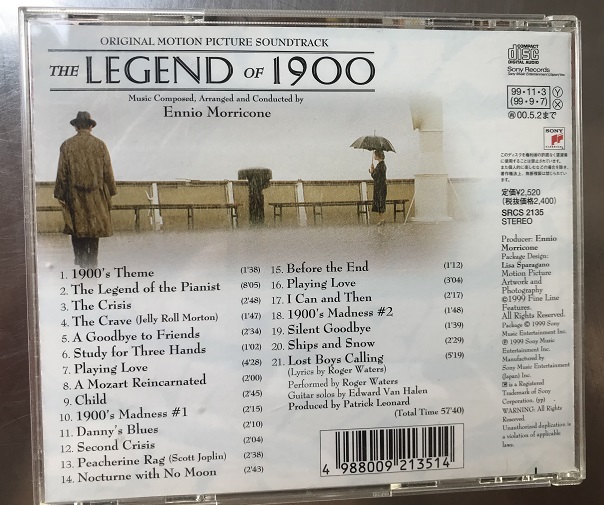 ORIGINAL MOTION PICTURE SOUNDTRACK
THE LEGEND OF 1900
Music Composed, Arranged and Conducted by
Ennio Morricone
1. 1900's Theme (1'38)
2. The Legend of the Pianist (8'05)
3. The Crisis (2'48)
4. The Crave (Jelly Roll Morton) (1'47)
5. A Goodbye to Friends (2'34)
6. Study for Three Hands (1'02)
7. Playing Love (4'28)
8. A Mozart Reincarnated (2'00)
9. Child (2'45)
10. 1900's Madness #1 (2'15)
11. Danny's Blues (2'10)
12. Second Crisis (2'04)
13. Peacherine Rag (Scott Joplin) (2'38)
14. Nocturne with No Moon (2'43)
15. Before the End (1'12)
16. Playing Love (3'04)
17. I Can and Then (2'17)
18. 1900's Madness #2 (1'48)
19. Silent Goodbye (1'39)
20. Ships and Snow (2'29)
21. Lost Boys Calling (5'19)
(Lyrics by Roger Waters)
Performed by Roger Waters
Guitar solos by Edward Van Halen
Produced by Patrick Leonard
(Total Time 57'40)
4 988009 213514
COMPACT
disc
DIGITAL AUDIO
Sony Records
99・11・3 Y
(99・9・7) X
00.5.2まで
SONY
定価¥2,520
(税抜価格2,400)
SRCS 2135
STEREO
Producer: Ennio
Morricone
Package Design:
Lisa Sparagano
Motion Picture
Artwork and
Photography
©1999 Fine Line
Features.
All Rights Reserved.
Package © 1999 Sony
Music Entertainment Inc.
℗ 1999 Sony Music
Entertainment Inc.
Manufactured by
Sony Music Entertainment
(Japan) Inc.
is a Registered
Trademark of Sony
Corporation. (pp)
WARNING: All Rights
Reserved.
Unauthorized duplication is
a violation of applicable
laws.